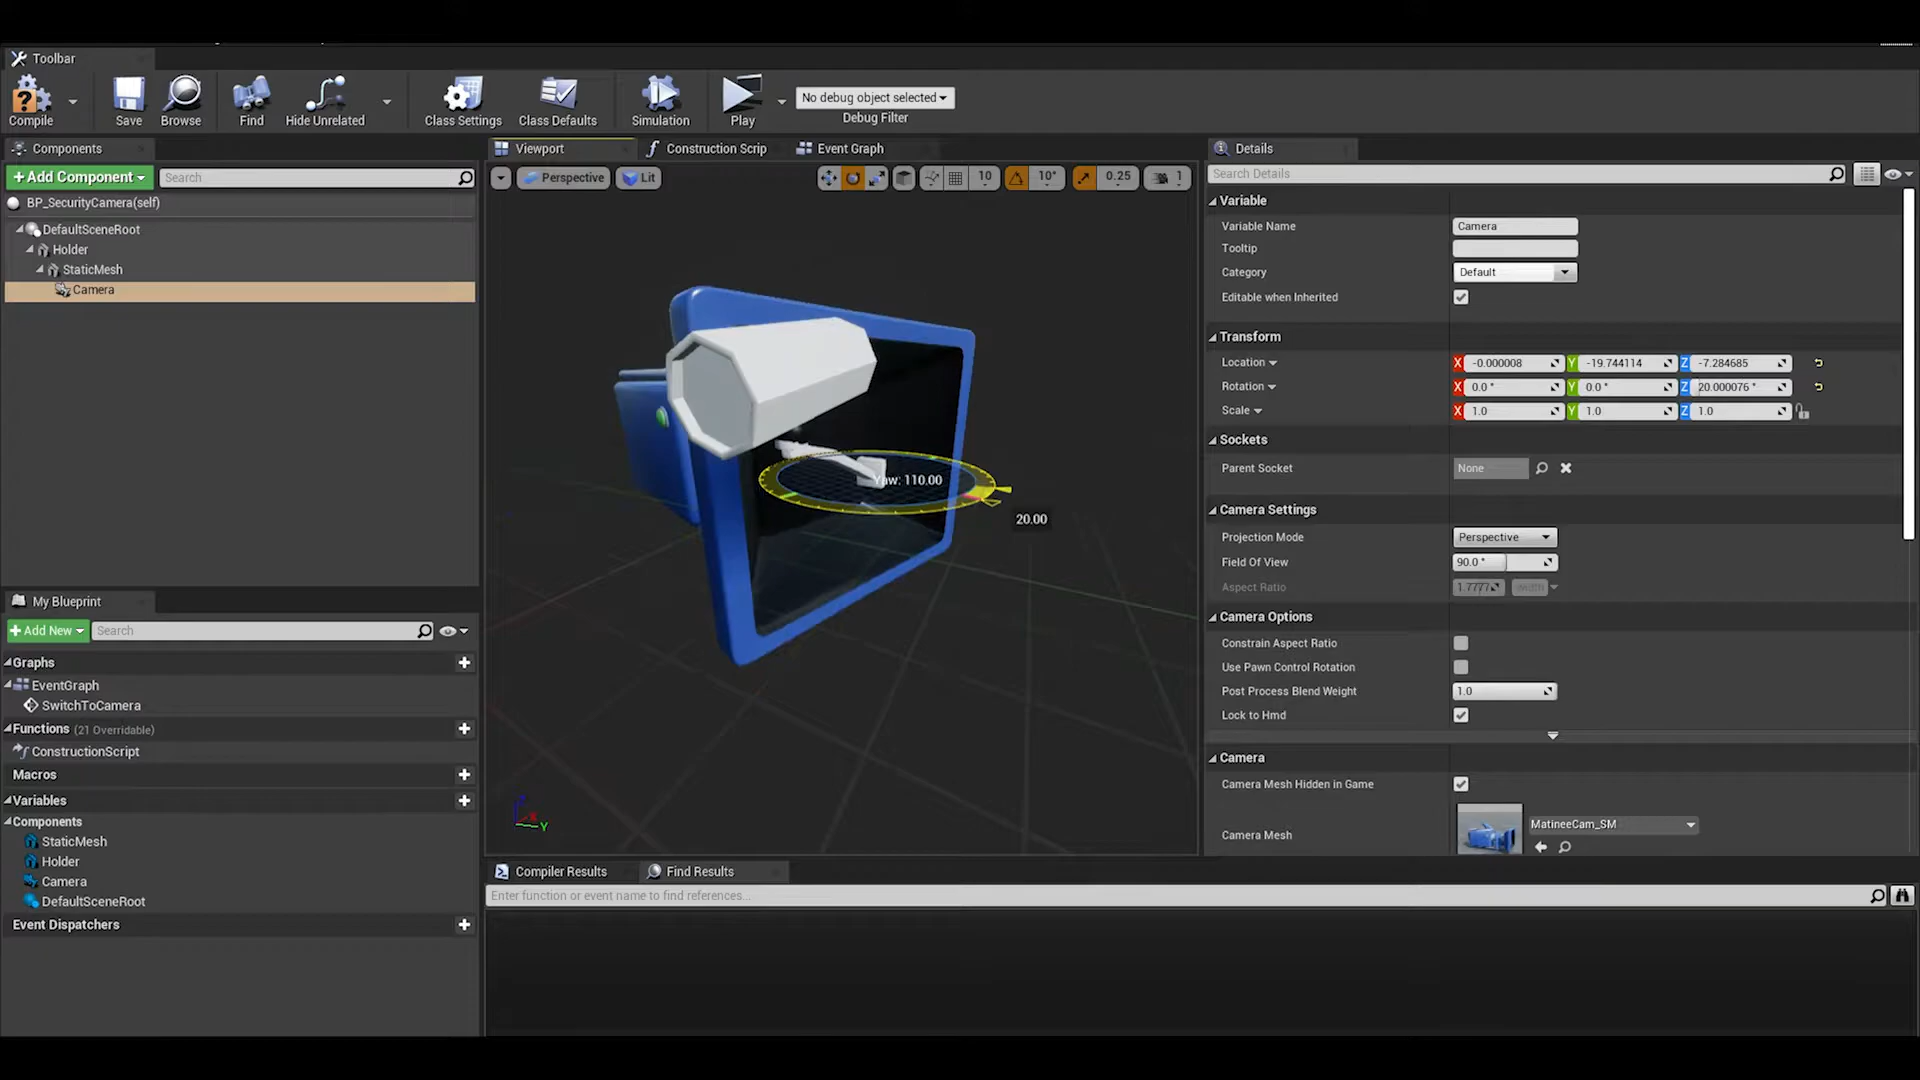 Toolbar
Compile
Save
Browse
Find
Hide Unrelated
Class Settings
Class Defaults
Simulation
Play
No debug object selected
Debug Filter
Components
+ Add Component
Search
BP_SecurityCamera(self)
DefaultSceneRoot
Holder
StaticMesh
Camera
My Blueprint
+ Add New
Search
Graphs
EventGraph
SwitchToCamera
Functions (21 Overridable)
ConstructionScript
Macros
Variables
Components
StaticMesh
Holder
Camera
DefaultSceneRoot
Event Dispatchers
Viewport
Construction Scrip
Event Graph
Perspective
Lit
10
10°
0.25
1
Yaw: 110.00
20.00
X
Y
Compiler Results
Find Results
Enter function or event name to find references...
Details
Search Details
Variable
Variable Name Camera
Tooltip
Category Default
Editable when Inherited
Transform
Location X -0.000008 Y -19.744114 Z -7.284685
Rotation X 0.0 ° Y 0.0 ° Z 20.000076 °
Scale X 1.0 Y 1.0 Z 1.0
Sockets
Parent Socket None
Camera Settings
Projection Mode Perspective
Field Of View 90.0 °
Aspect Ratio 1.7777
Camera Options
Constrain Aspect Ratio
Use Pawn Control Rotation
Post Process Blend Weight 1.0
Lock to Hmd
Camera
Camera Mesh Hidden in Game
Camera Mesh
MatineeCam_SM